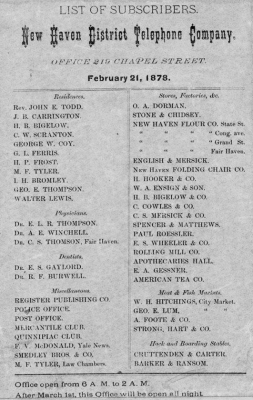 LIST OF SUBSCRIBERS.
New Haven District Telephone Company.
OFFICE 219 CHAPEL STREET.
February 21, 1878.
Residences.
Rev. JOHN E. TODD.
J. B. CARRINGTON.
H. B. BIGELOW.
C. W. SCRANTON.
GEORGE W. COY.
G. L. FERRIS.
H. P. FROST.
M. F. TYLER.
I. H. BROMLEY.
GEO. E. THOMPSON.
WALTER LEWIS.
Physicians.
Dr. E. L. R. THOMPSON.
Dr. A. E. WINCHELL.
Dr. C. S. THOMSON, Fair Haven.
Dentists.
Dr. E. S. GAYLORD.
Dr. R. F. BURWELL.
Miscellaneous.
REGISTER PUBLISHING CO.
POLICE OFFICE.
POST OFFICE.
MERCANTILE CLUB.
QUINNIPIAC CLUB.
F. V. McDONALD, Yale News.
SMEDLEY BROS. & CO.
M. F. TYLER, Law Chambers.
Stores, Factories, &c.
O. A. DORMAN.
STONE & CHIDSEY.
NEW HAVEN FLOUR CO. State St.
" " " " Cong. ave.
" " " " Grand St.
" " " Fair Haven.
ENGLISH & MERSICK.
New Haven FOLDING CHAIR CO.
H. HOOKER & CO.
W. A. ENSIGN & SON.
H. B. BIGELOW & CO.
C. COWLES & CO.
C. S. MERSICK & CO.
SPENCER & MATTHEWS.
PAUL ROESSLER.
E. S. WHEELER & CO.
ROLLING MILL CO.
APOTHECARIES HALL.
E. A. GESSNER.
AMERICAN TEA CO.
Meat & Fish Markets.
W. H. HITCHINGS, City Market.
GEO. E. LUM, " "
A. FOOTE & CO.
STRONG, HART & CO.
Hack and Boarding Stables.
CRUTTENDEN & CARTER.
BARKER & RANSOM.
Office open from 6 A. M. to 2 A. M.
After March 1st, this Office will be open all night.